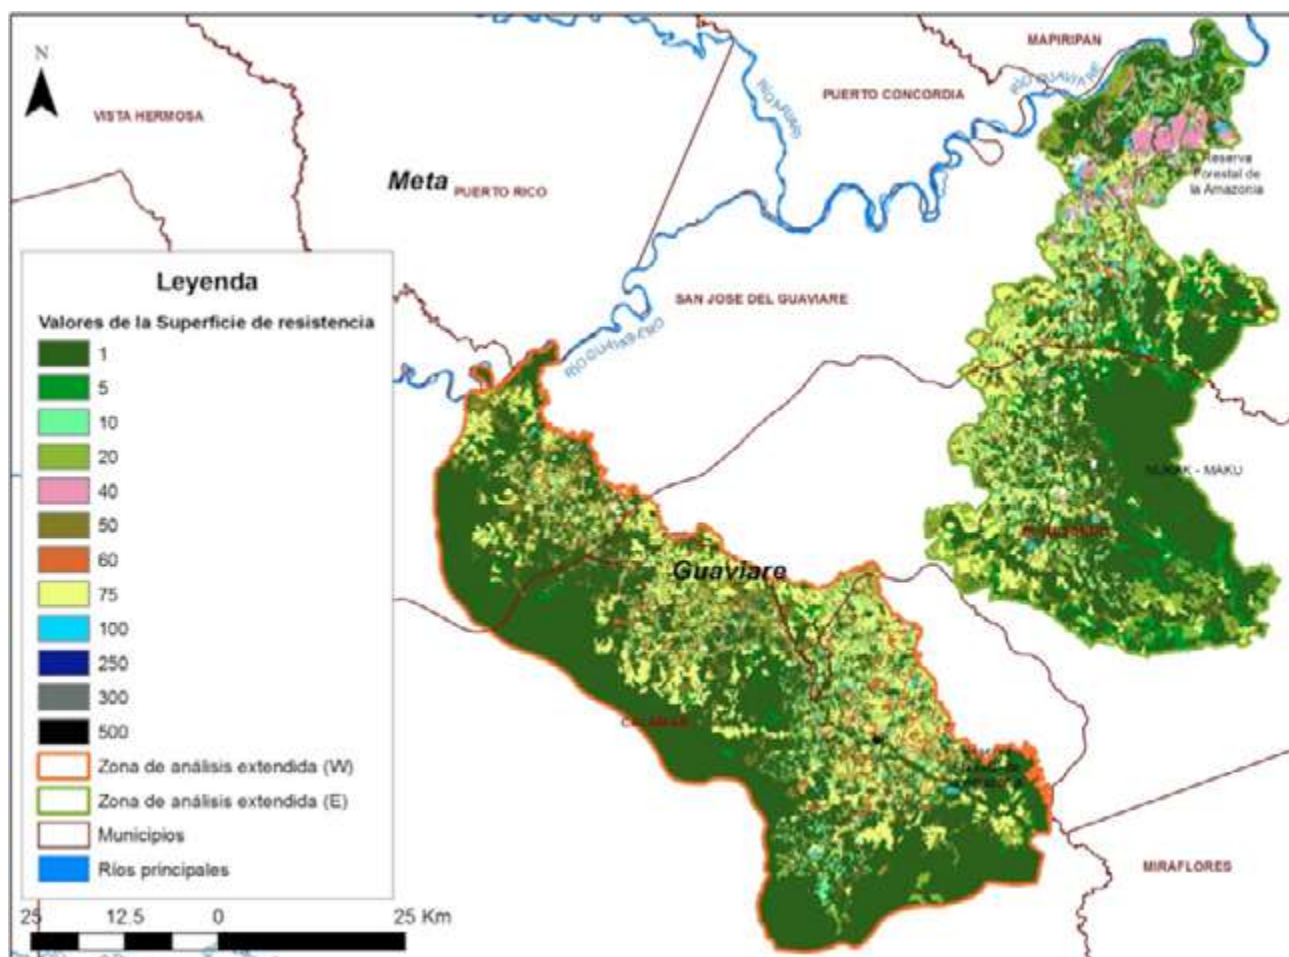 N
VISTA HERMOSA
MAPIRIPAN
PUERTO CONCORDIA
RÍO GUAVIARE
Meta
PUERTO RICO
Reserva
Forestal de
la Amazonia
SAN JOSE DEL GUAVIARE
NUKAK - MAKU
Guaviare
CALAMAR
MIRAFLORES
Leyenda
Valores de la Superficie de resistencia
1
5
10
20
40
50
60
75
100
250
300
500
Zona de análisis extendida (W)
Zona de análisis extendida (E)
Municipios
Ríos principales
25 12.5 0 25 Km